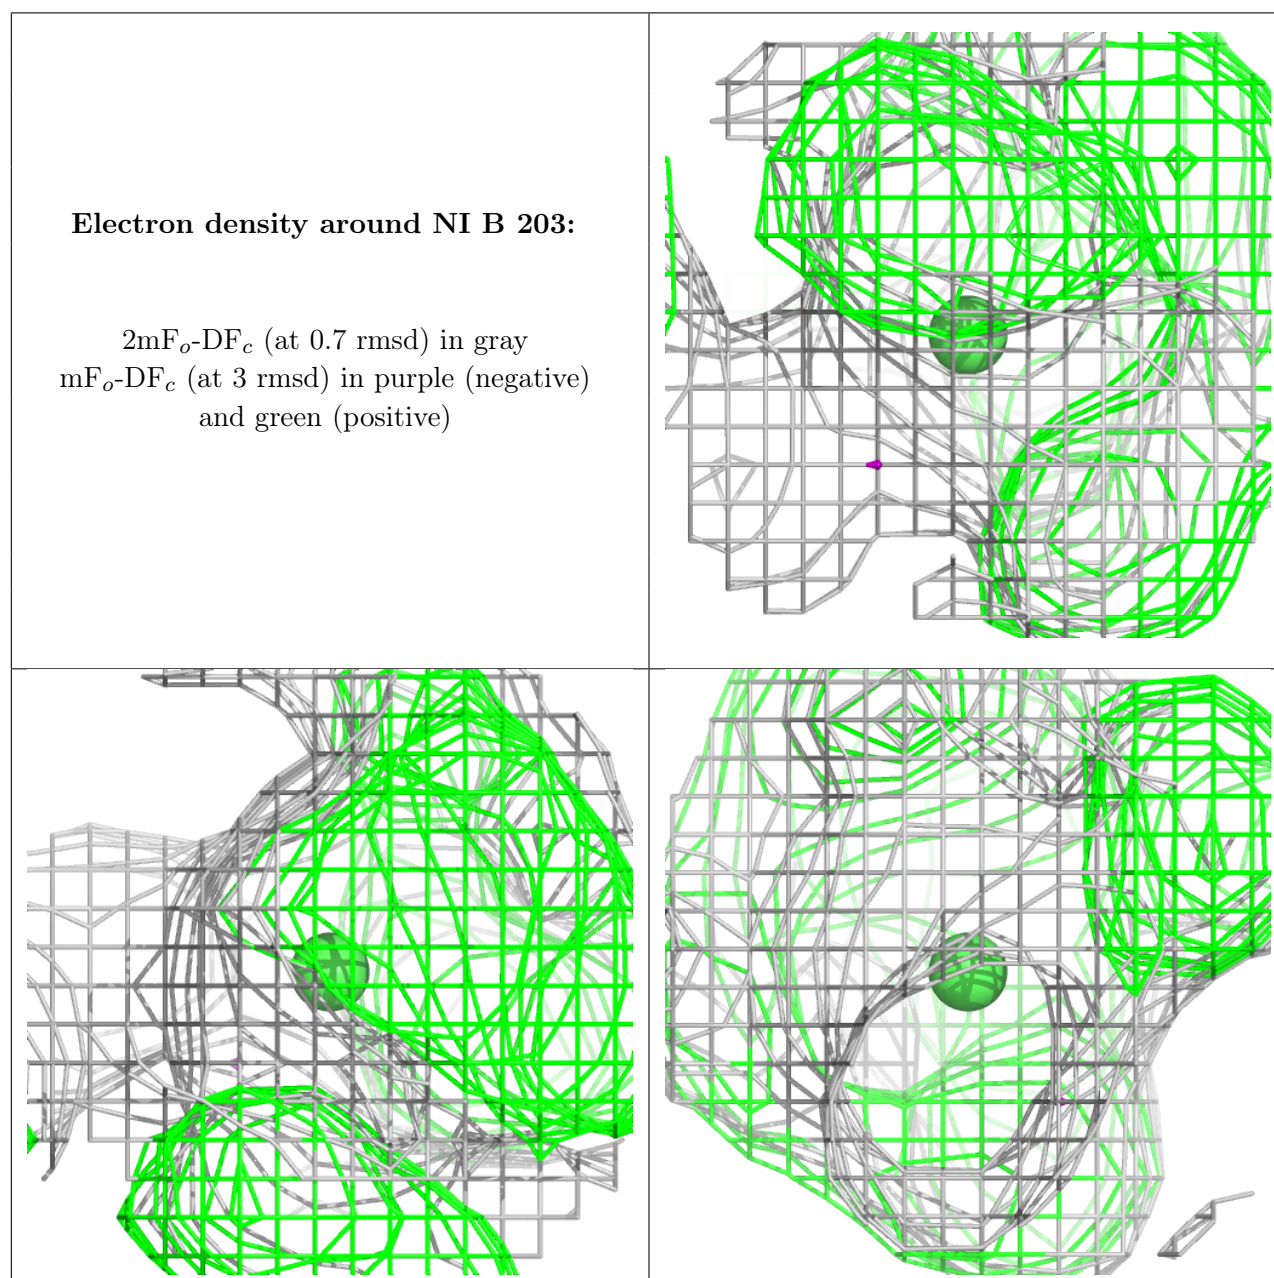 Electron density around NI B 203:
2mFo-DFc (at 0.7 rmsd) in gray
mFo-DFc (at 3 rmsd) in purple (negative)
and green (positive)